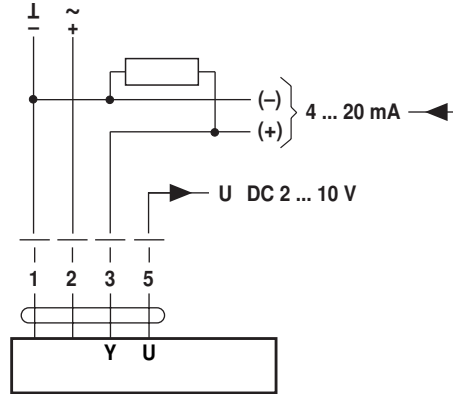 ⊥ ~
– +
(–)
(+)
4 ... 20 mA
U DC 2 ... 10 V
1 2 3 5
Y U